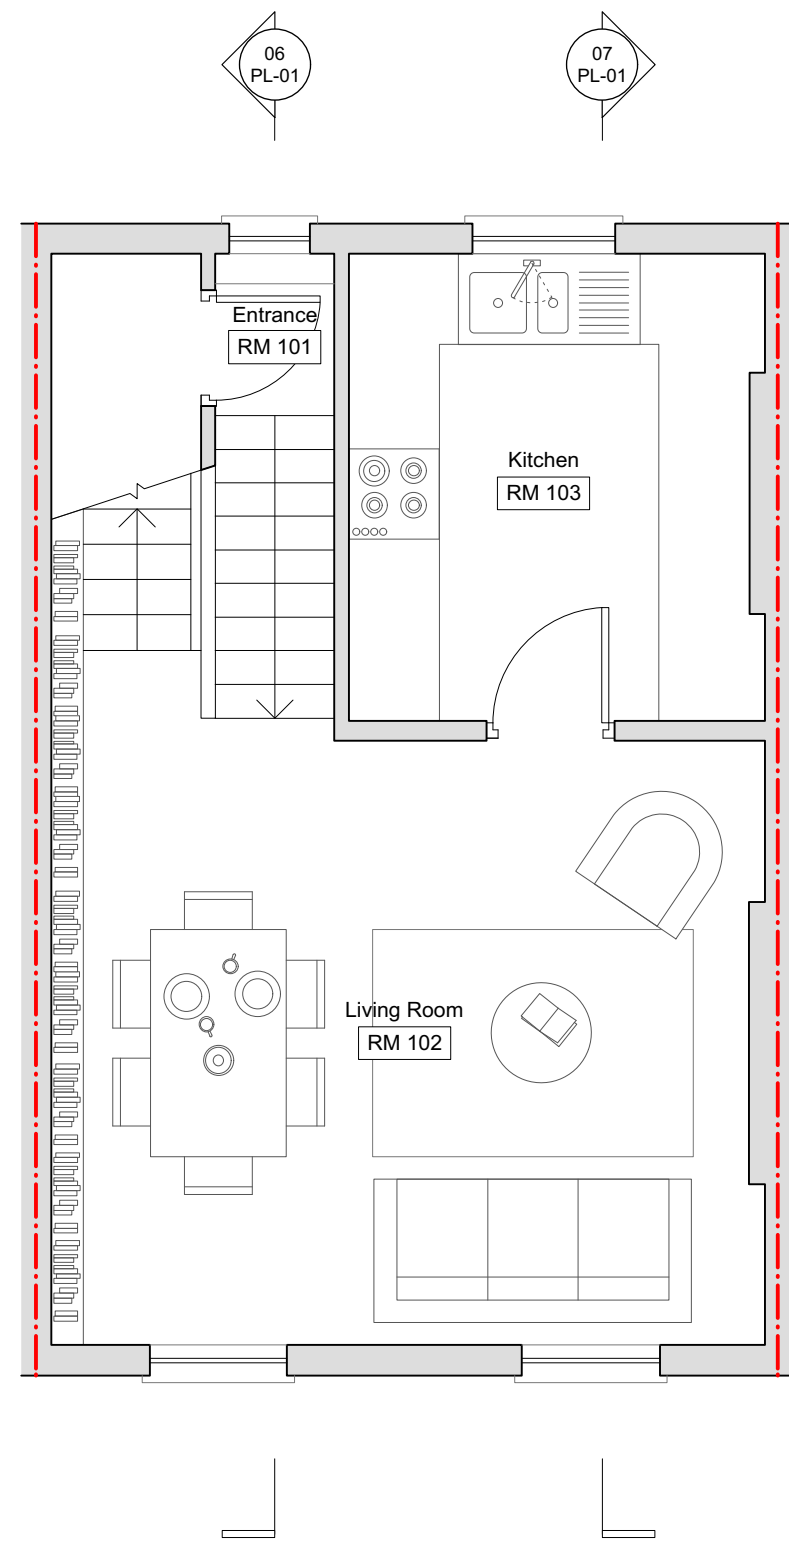 06
PL-01
07
PL-01
Entrance
RM 101
Kitchen
RM 103
Living Room
RM 102